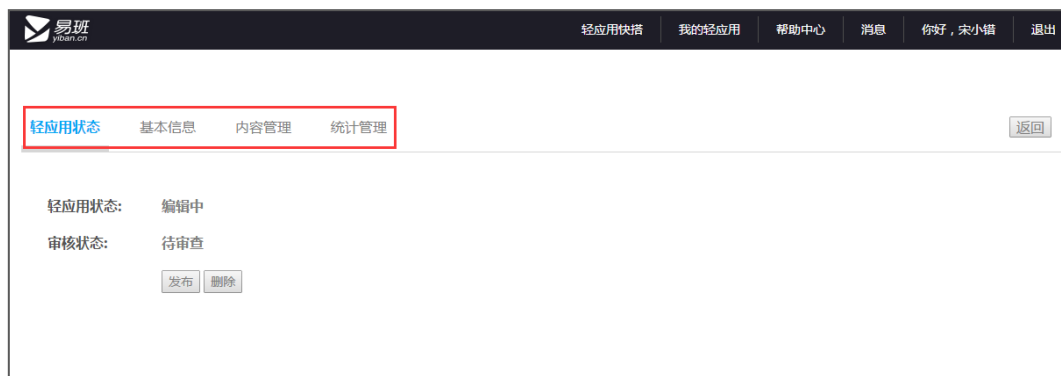 易班
yiban.cn
轻应用快搭 我的轻应用 帮助中心 消息 你好，宋小错 退出
轻应用状态 基本信息 内容管理 统计管理 返回
轻应用状态: 编辑中
审核状态: 待审查
发布 删除